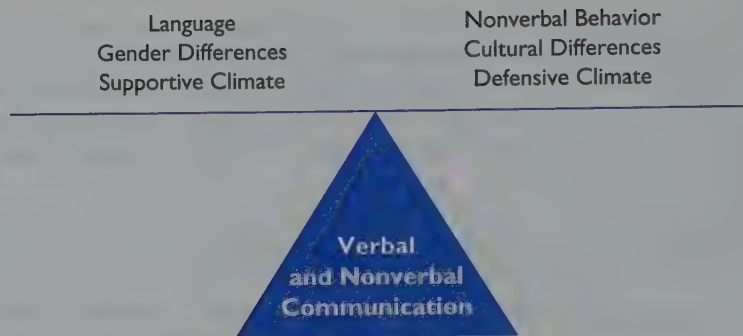 Language
Gender Differences
Supportive Climate
Nonverbal Behavior
Cultural Differences
Defensive Climate
Verbal
and Nonverbal
Communication